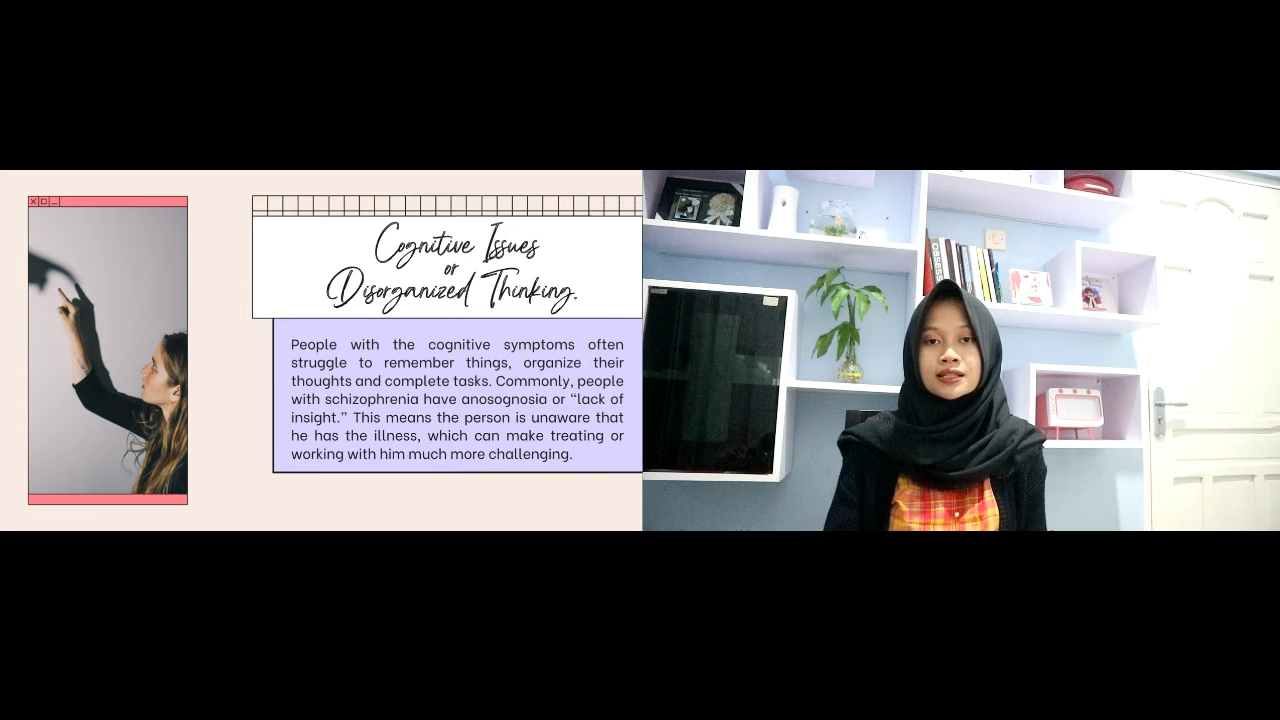 Cognitive Issues
or
Disorganized Thinking.
People with the cognitive symptoms often
struggle to remember things, organize their
thoughts and complete tasks. Commonly, people
with schizophrenia have anosognosia or “lack of
insight.” This means the person is unaware that
he has the illness, which can make treating or
working with him much more challenging.